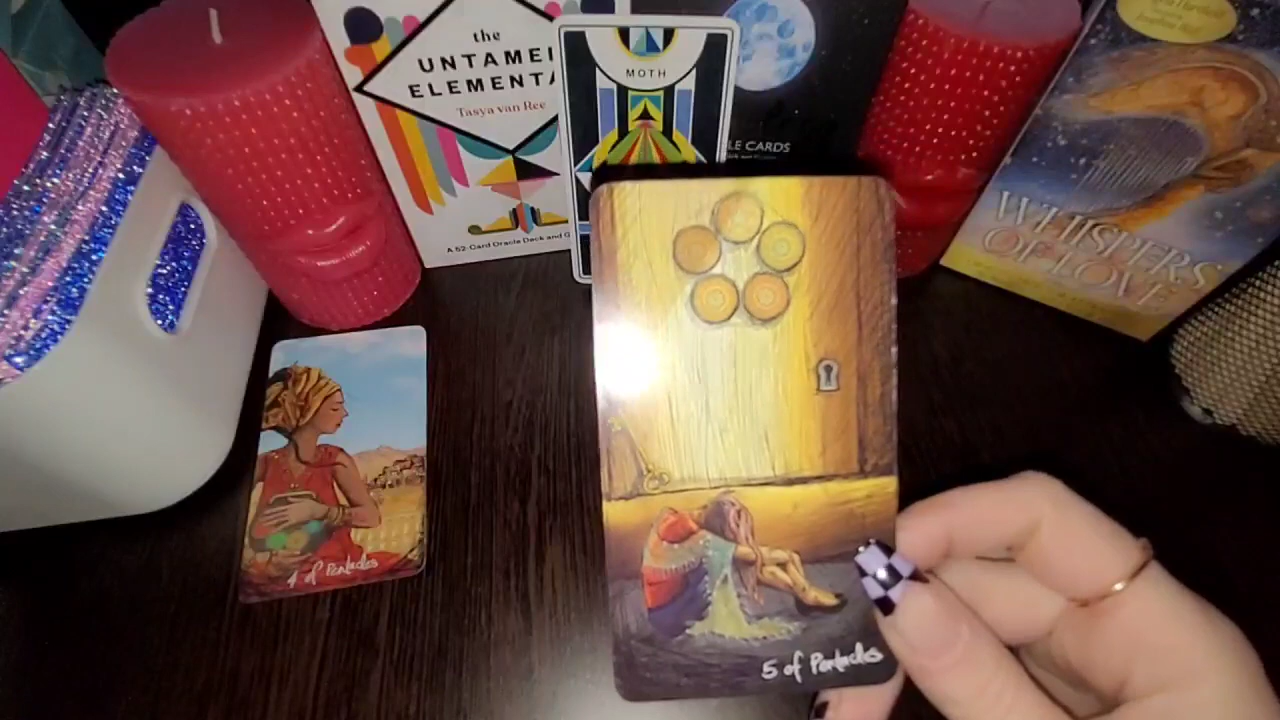 the
UNTAME
ELEMENTA
Tasya van Ree
A 52-Card Oracle Deck and G
MOTH
LE CARDS
WHISPERS
OF LOVE
4 of Pentacles
5 of Pentacles